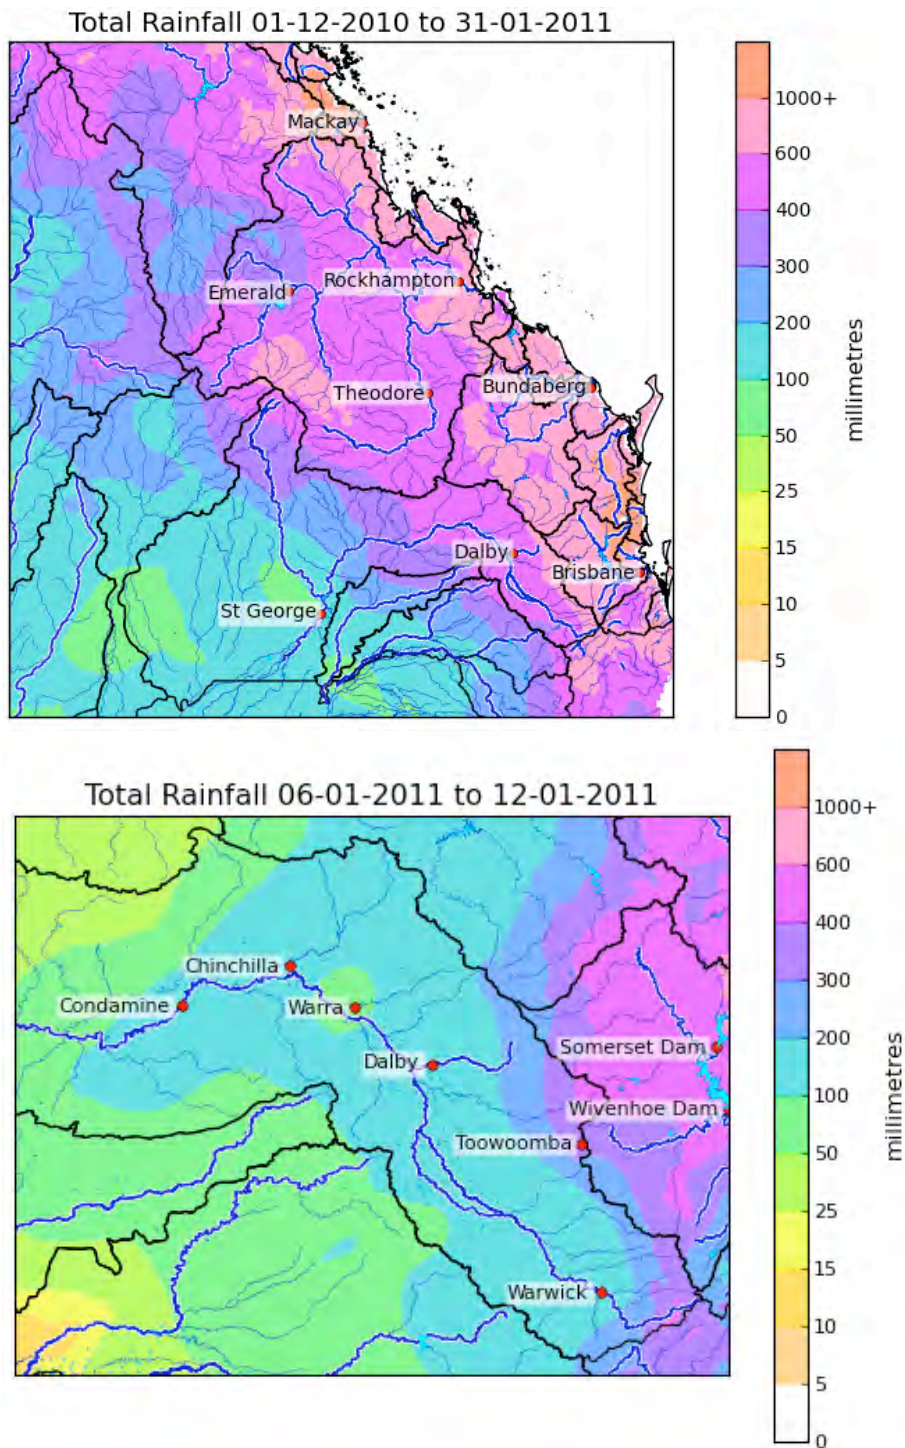 Total Rainfall 01-12-2010 to 31-01-2011
Mackay
Rockhampton
Emerald
Theodore
Bundaberg
Dalby
Brisbane
St George
1000+
600
400
300
200
100
50
25
15
10
5
0
millimetres
Total Rainfall 06-01-2011 to 12-01-2011
Chinchilla
Condamine
Warra
Dalby
Somerset Dam
Wivenhoe Dam
Toowoomba
Warwick
1000+
600
400
300
200
100
50
25
15
10
5
0
millimetres